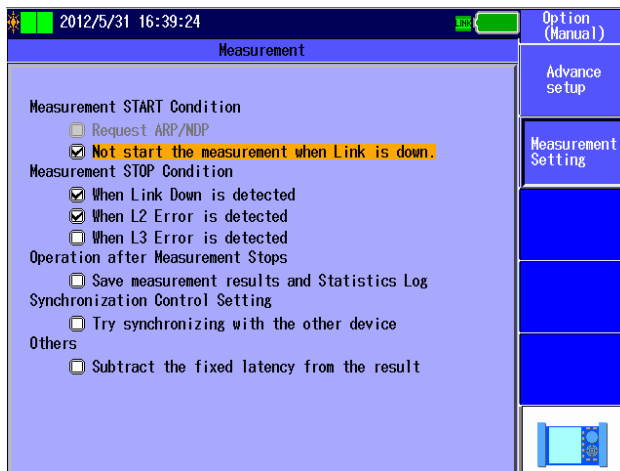 2012/5/31 16:39:24
LINK
Option
(Manual)
Measurement
Advance
setup
Measurement START Condition
Request ARP/NDP
Not start the measurement when Link is down.
Measurement
Setting
Measurement STOP Condition
When Link Down is detected
When L2 Error is detected
When L3 Error is detected
Operation after Measurement Stops
Save measurement results and Statistics Log
Synchronization Control Setting
Try synchronizing with the other device
Others
Subtract the fixed latency from the result